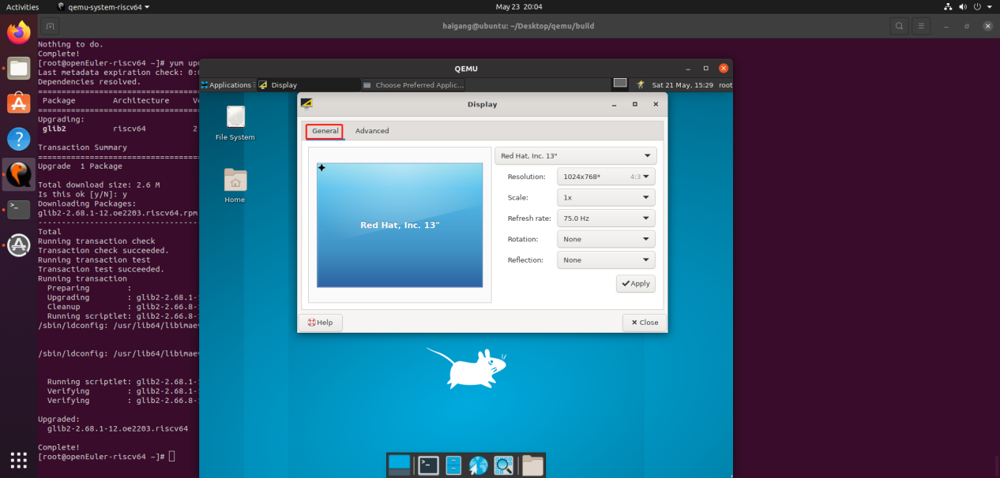 Activities
qemu-system-riscv64
May 23 20:04
haigang@ubuntu: ~/Desktop/qemu/build
Nothing to do.
Complete!
[root@openEuler-riscv64 ~]# yum
Last metadata expiration check: 0:
Dependencies resolved.
Package Architecture
Upgrading:
glib2 riscv64 2
Transaction Summary
Upgrade 1 Package
Total download size: 2.6 M
Is this ok [y/N]: y
Downloading Packages:
glib2-2.68.1-12.oe2203.riscv64.rpm
Total
Running transaction check
Transaction check succeeded.
Running transaction test
Transaction test succeeded.
Running transaction
Preparing :
Upgrading : glib2-2.68.1-
Cleanup : glib2-2.66.8-
Running scriptlet: glib2-2.66.8-
/sbin/ldconfig: /usr/lib64/libimaev
/sbin/ldconfig: /usr/lib64/libimaev
Running scriptlet: glib2-2.68.1-
Verifying : glib2-2.68.1-
Verifying : glib2-2.66.8-
Upgraded:
glib2-2.68.1-12.oe2203.riscv64
Complete!
[root@openEuler-riscv64 ~]#
QEMU
Applications
Display
Choose Preferred Applic...
Sat 21 May, 15:29
root
File System
Home
Display
General
Advanced
Red Hat, Inc. 13"
Red Hat, Inc. 13"
Resolution: 1024x768* 4:3
Scale: 1x
Refresh rate: 75.0 Hz
Rotation: None
Reflection: None
Apply
Help
Close